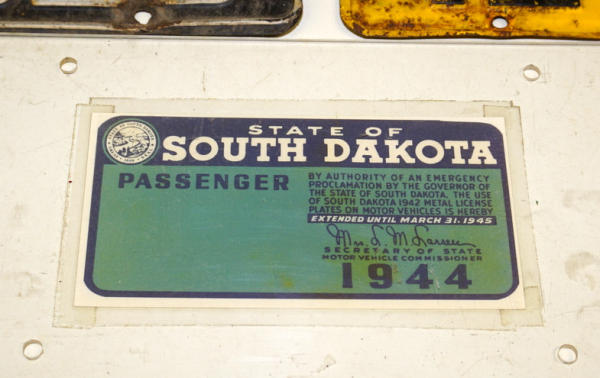 STATE OF
SOUTH DAKOTA
PASSENGER
BY AUTHORITY OF AN EMERGENCY
PROCLAMATION BY THE GOVERNOR OF
THE STATE OF SOUTH DAKOTA, THE USE
OF SOUTH DAKOTA 1942 METAL LICENSE
PLATES ON MOTOR VEHICLES IS HEREBY
EXTENDED UNTIL MARCH 31, 1945
Mrs. L. M. Larsen
SECRETARY OF STATE
MOTOR VEHICLE COMMISSIONER
1944